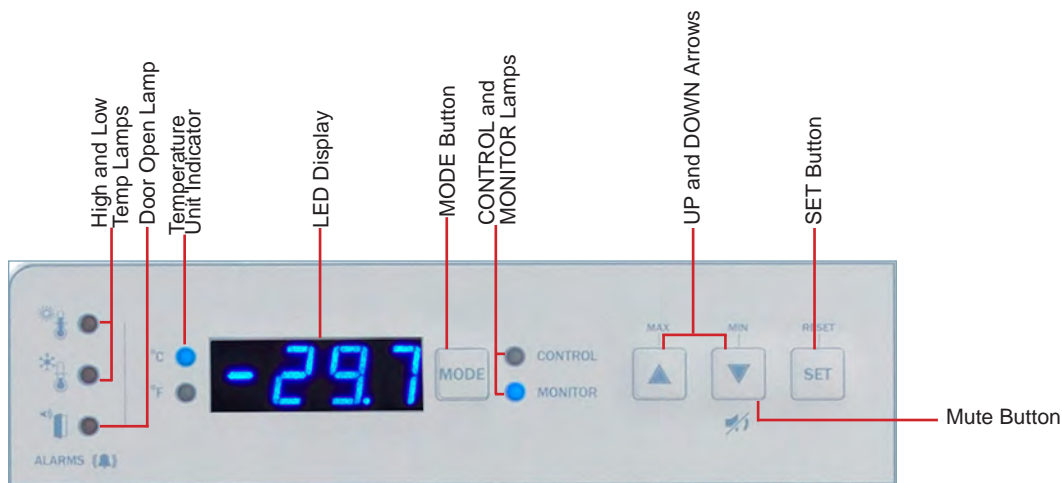 High and Low
Temp Lamps
Door Open Lamp
Temperature
Unit Indicator
LED Display
MODE Button
CONTROL and
MONITOR Lamps
UP and DOWN Arrows
SET Button
°C
°F
-29.7
MODE
CONTROL
MONITOR
MAX
MIN
RESET
SET
Mute Button
ALARMS